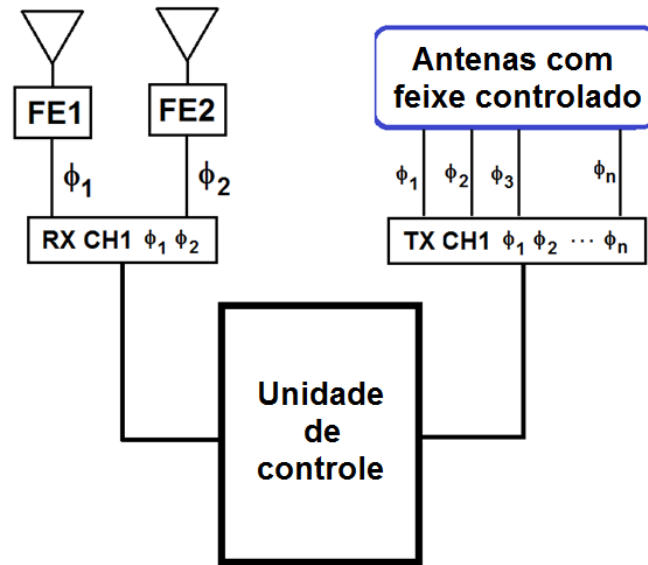 Antenas com
feixe controlado
FE1
FE2
ϕ₁
ϕ₂
ϕ₁
ϕ₂
ϕ₃
ϕₙ
RX CH1 ϕ₁ ϕ₂
TX CH1 ϕ₁ ϕ₂ ··· ϕₙ
Unidade
de
controle